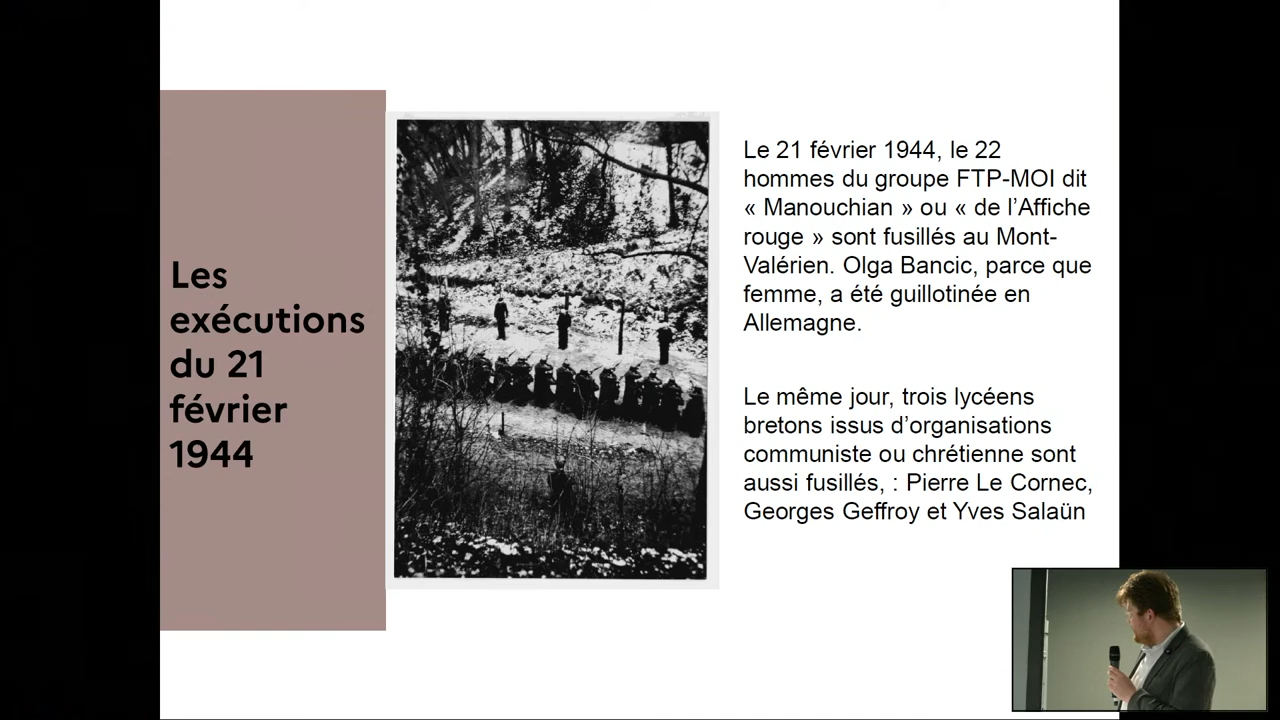 Les
exécutions
du 21
février
1944
Le 21 février 1944, le 22
hommes du groupe FTP-MOI dit
« Manouchian » ou « de l’Affiche
rouge » sont fusillés au Mont-
Valérien. Olga Bancic, parce que
femme, a été guillotinée en
Allemagne.
Le même jour, trois lycéens
bretons issus d’organisations
communiste ou chrétienne sont
aussi fusillés, : Pierre Le Cornec,
Georges Geffroy et Yves Salaün